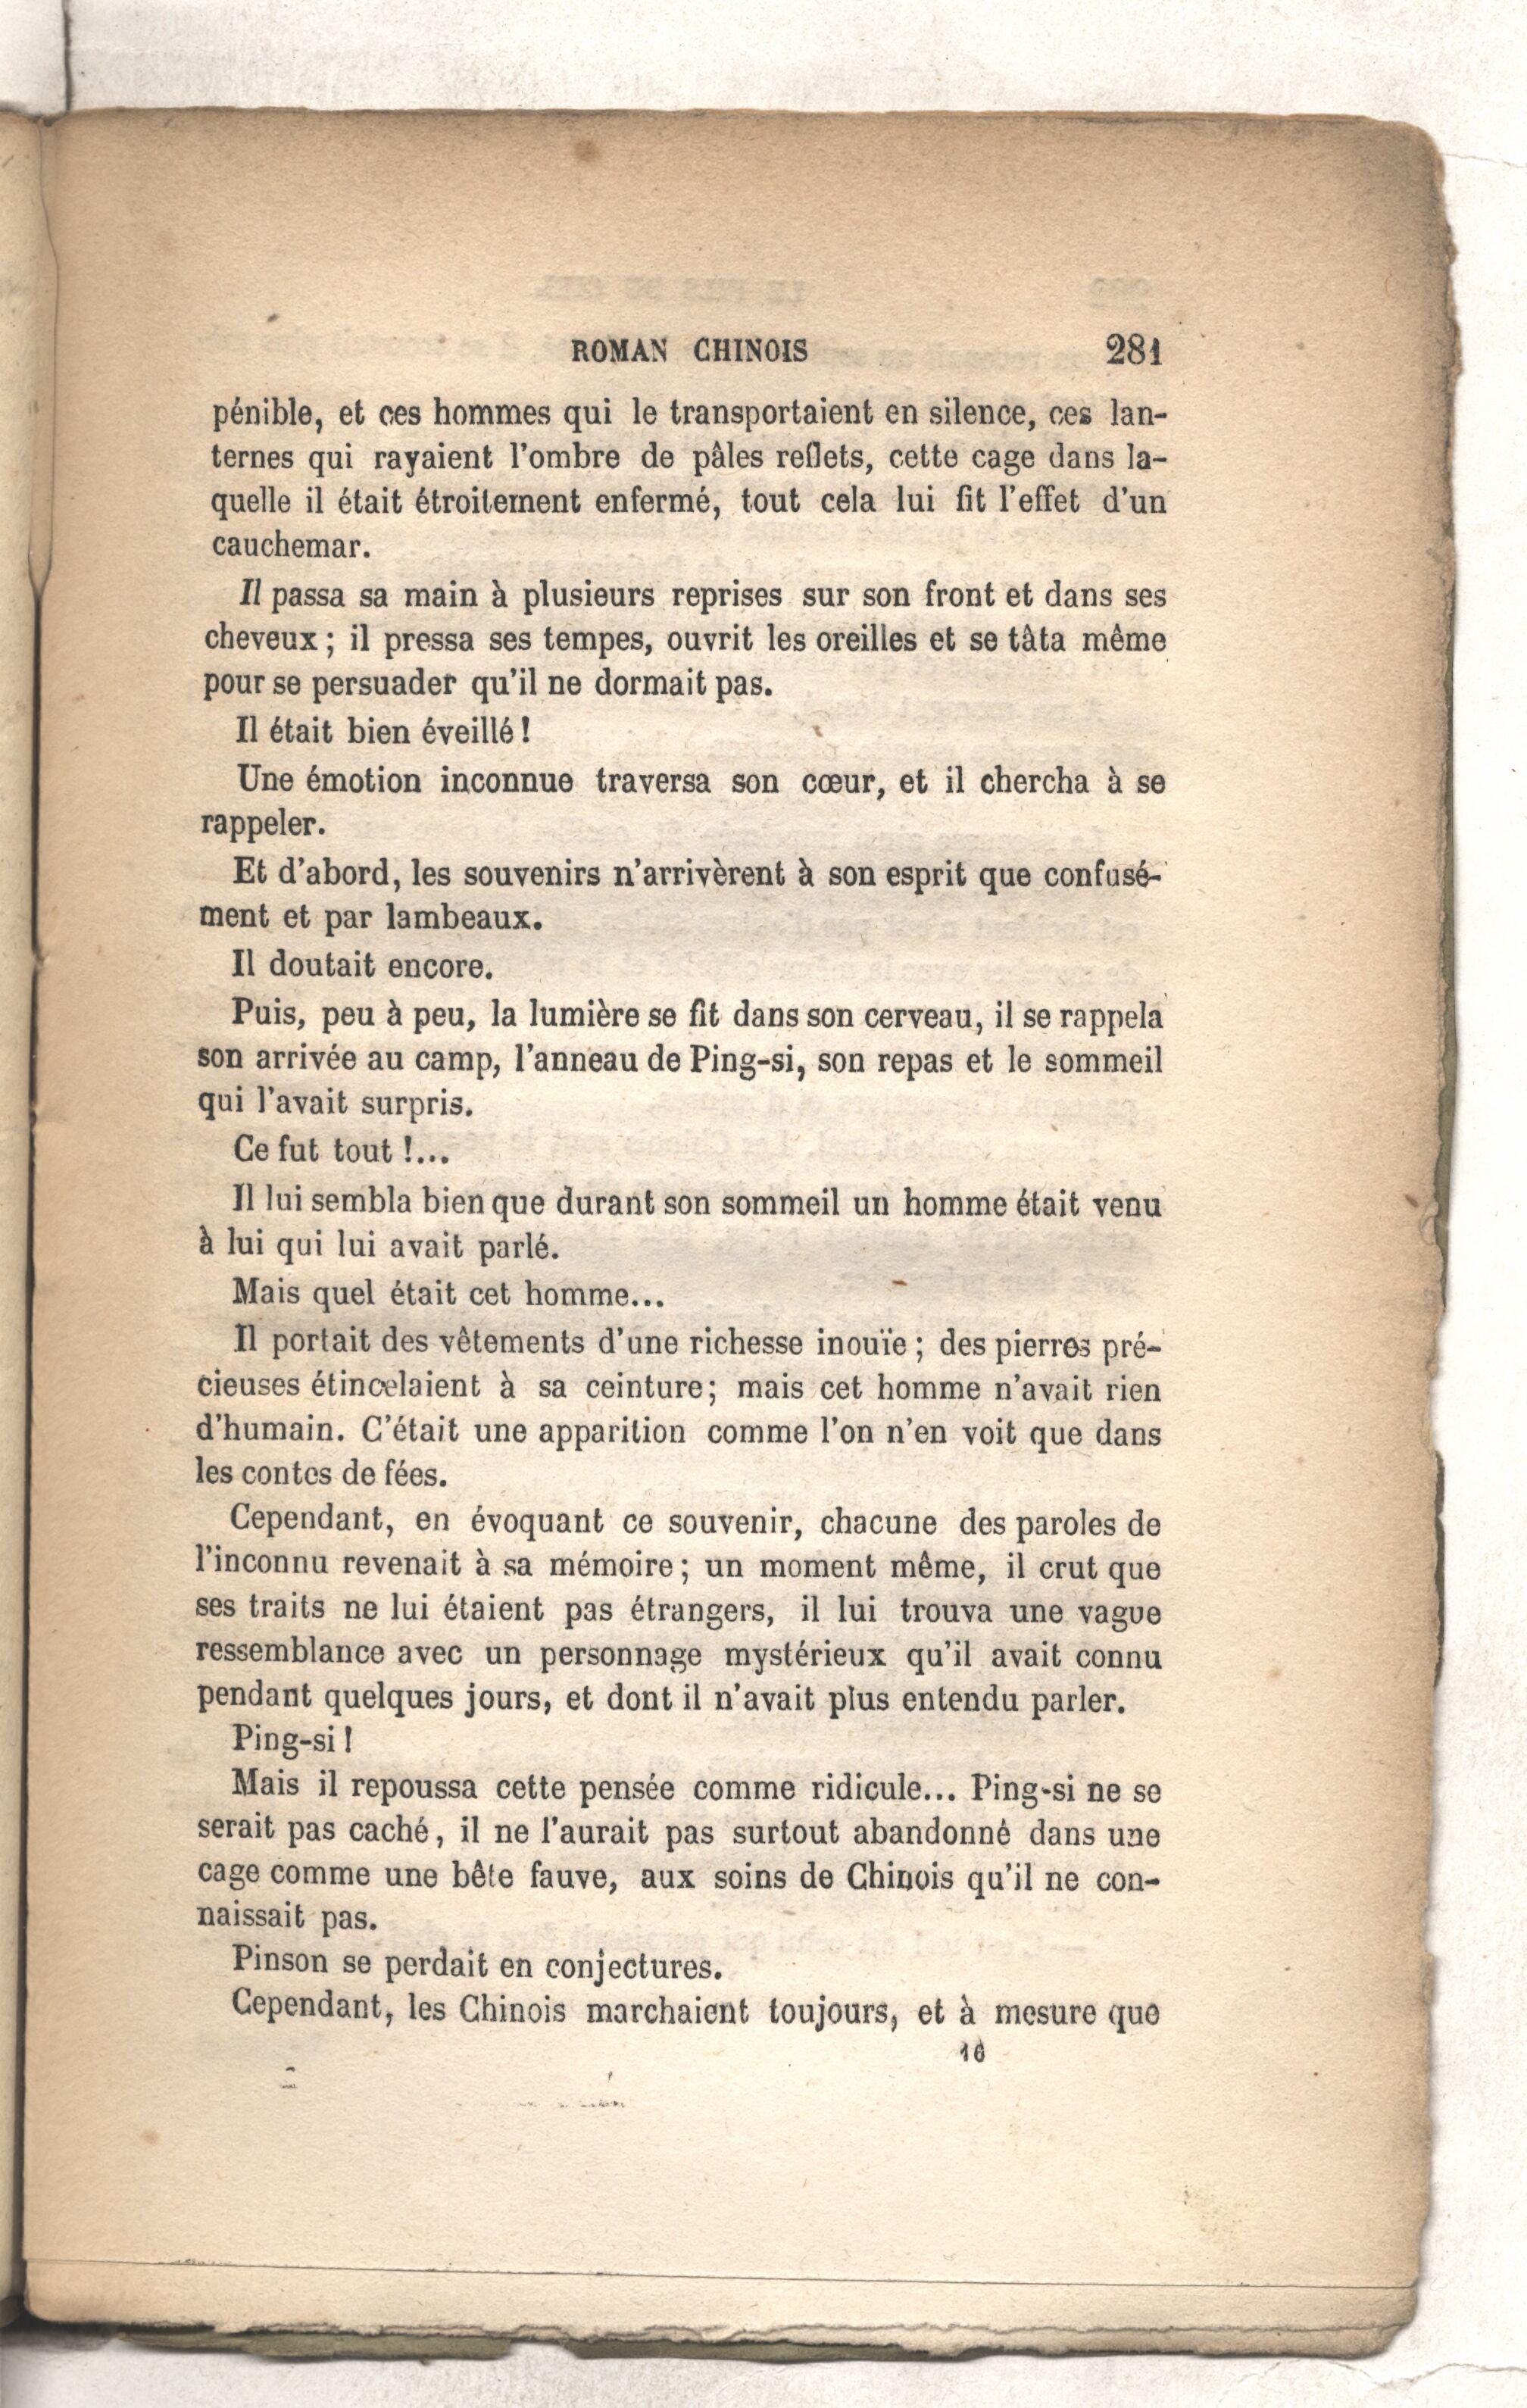 ROMAN CHINOIS 281
pénible, et ces hommes qui le transportaient en silence, ces lan-
ternes qui rayaient l'ombre de pâles reflets, cette cage dans la-
quelle il était étroitement enfermé, tout cela lui fit l'effet d'un
cauchemar.
Il passa sa main à plusieurs reprises sur son front et dans ses
cheveux ; il pressa ses tempes, ouvrit les oreilles et se tâta même
pour se persuader qu'il ne dormait pas.
Il était bien éveillé !
Une émotion inconnue traversa son cœur, et il chercha à se
rappeler.
Et d'abord, les souvenirs n'arrivèrent à son esprit que confusé-
ment et par lambeaux.
Il doutait encore.
Puis, peu à peu, la lumière se fit dans son cerveau, il se rappela
son arrivée au camp, l'anneau de Ping-si, son repas et le sommeil
qui l'avait surpris.
Ce fut tout !...
Il lui sembla bien que durant son sommeil un homme était venu
à lui qui lui avait parlé.
Mais quel était cet homme...
Il portait des vêtements d'une richesse inouïe ; des pierres pré-
cieuses étincelaient à sa ceinture; mais cet homme n'avait rien
d'humain. C'était une apparition comme l'on n'en voit que dans
les contes de fées.
Cependant, en évoquant ce souvenir, chacune des paroles de
l'inconnu revenait à sa mémoire ; un moment même, il crut que
ses traits ne lui étaient pas étrangers, il lui trouva une vague
ressemblance avec un personnage mystérieux qu'il avait connu
pendant quelques jours, et dont il n'avait plus entendu parler.
Ping-si !
Mais il repoussa cette pensée comme ridicule... Ping-si ne se
serait pas caché, il ne l'aurait pas surtout abandonné dans une
cage comme une bête fauve, aux soins de Chinois qu'il ne con-
naissait pas.
Pinson se perdait en conjectures.
Cependant, les Chinois marchaient toujours, et à mesure que
16